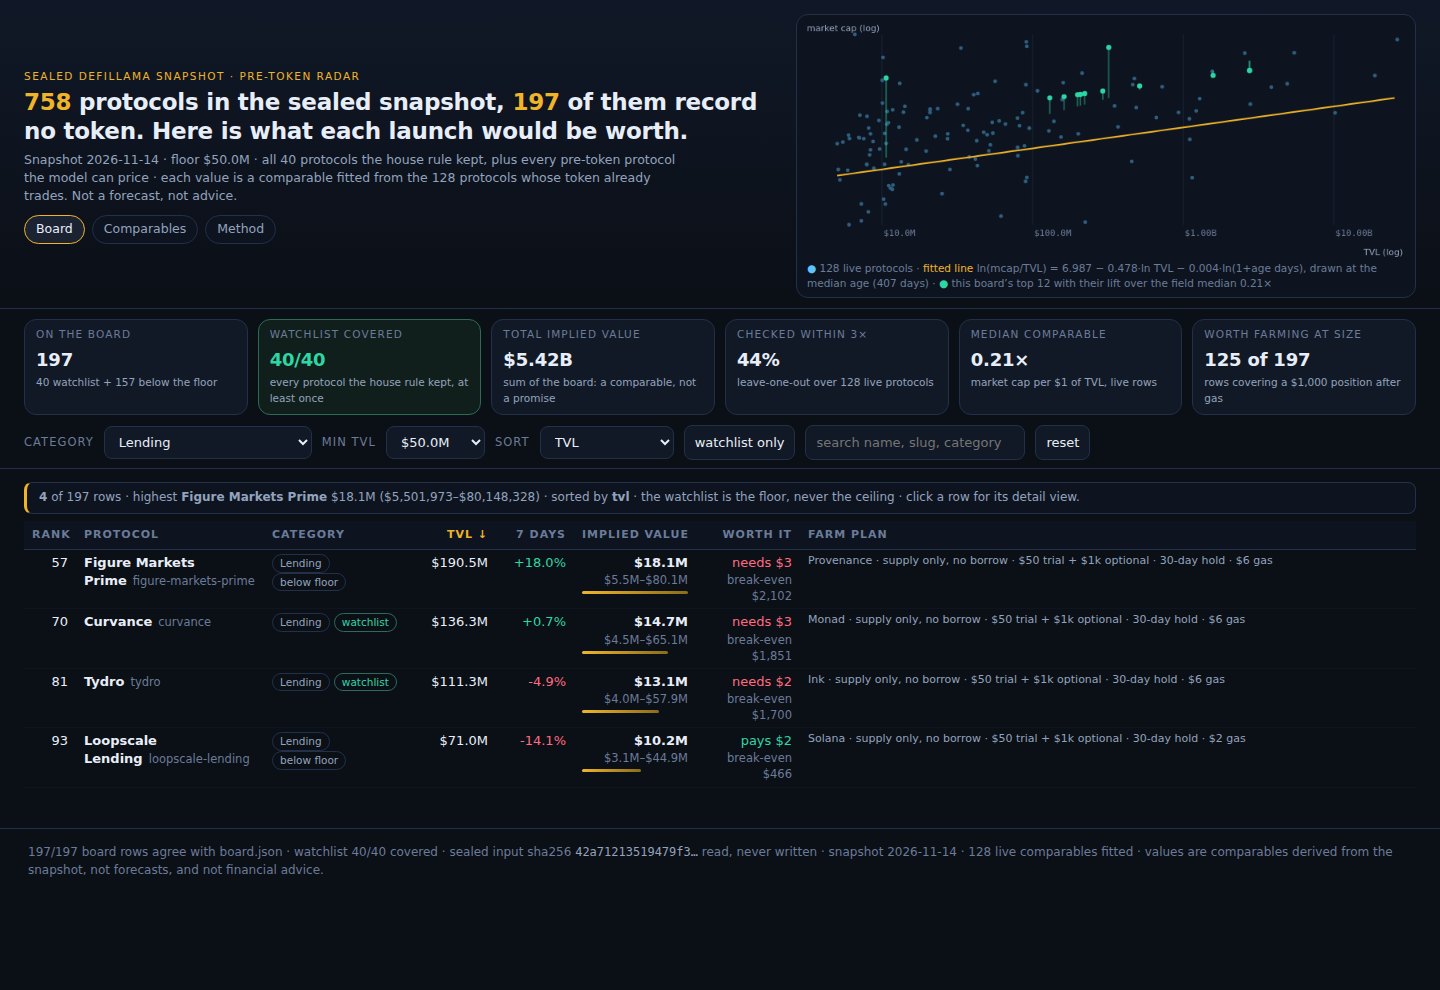 SEALED DEFILLAMA SNAPSHOT · PRE-TOKEN RADAR
758 protocols in the sealed snapshot, 197 of them record
no token. Here is what each launch would be worth.
Snapshot 2026-11-14 · floor $50.0M · all 40 protocols the house rule kept, plus every pre-token protocol
the model can price · each value is a comparable fitted from the 128 protocols whose token already
trades. Not a forecast, not advice.
Board Comparables Method
market cap (log)
$10.0M $100.0M $1.00B $10.00B
TVL (log)
● 128 live protocols · fitted line ln(mcap/TVL) = 6.987 − 0.478·ln TVL − 0.004·ln(1+age days), drawn at the
median age (407 days) · ● this board's top 12 with their lift over the field median 0.21×
ON THE BOARD
197
40 watchlist + 157 below the floor
WATCHLIST COVERED
40/40
every protocol the house rule kept, at
least once
TOTAL IMPLIED VALUE
$5.42B
sum of the board: a comparable, not
a promise
CHECKED WITHIN 3×
44%
leave-one-out over 128 live protocols
MEDIAN COMPARABLE
0.21×
market cap per $1 of TVL, live rows
WORTH FARMING AT SIZE
125 of 197
rows covering a $1,000 position after
gas
CATEGORY Lending MIN TVL $50.0M SORT TVL watchlist only search name, slug, category reset
4 of 197 rows · highest Figure Markets Prime $18.1M ($5,501,973–$80,148,328) · sorted by tvl · the watchlist is the floor, never the ceiling · click a row for its detail view.
RANK PROTOCOL CATEGORY TVL ↓ 7 DAYS IMPLIED VALUE WORTH IT FARM PLAN
57 Figure Markets Lending $190.5M +18.0% $18.1M needs $3 Provenance · supply only, no borrow · $50 trial + $1k optional · 30-day hold · $6 gas
Prime figure-markets-prime below floor $5.5M–$80.1M break-even
$2,102
70 Curvance curvance Lending watchlist $136.3M +0.7% $14.7M needs $3 Monad · supply only, no borrow · $50 trial + $1k optional · 30-day hold · $6 gas
$4.5M–$65.1M break-even
$1,851
81 Tydro tydro Lending watchlist $111.3M -4.9% $13.1M needs $2 Ink · supply only, no borrow · $50 trial + $1k optional · 30-day hold · $6 gas
$4.0M–$57.9M break-even
$1,700
93 Loopscale Lending $71.0M -14.1% $10.2M pays $2 Solana · supply only, no borrow · $50 trial + $1k optional · 30-day hold · $2 gas
Lending loopscale-lending below floor $3.1M–$44.9M break-even
$466
197/197 board rows agree with board.json · watchlist 40/40 covered · sealed input sha256 42a71213519479f3… read, never written · snapshot 2026-11-14 · 128 live comparables fitted · values are comparables derived from the
snapshot, not forecasts, and not financial advice.